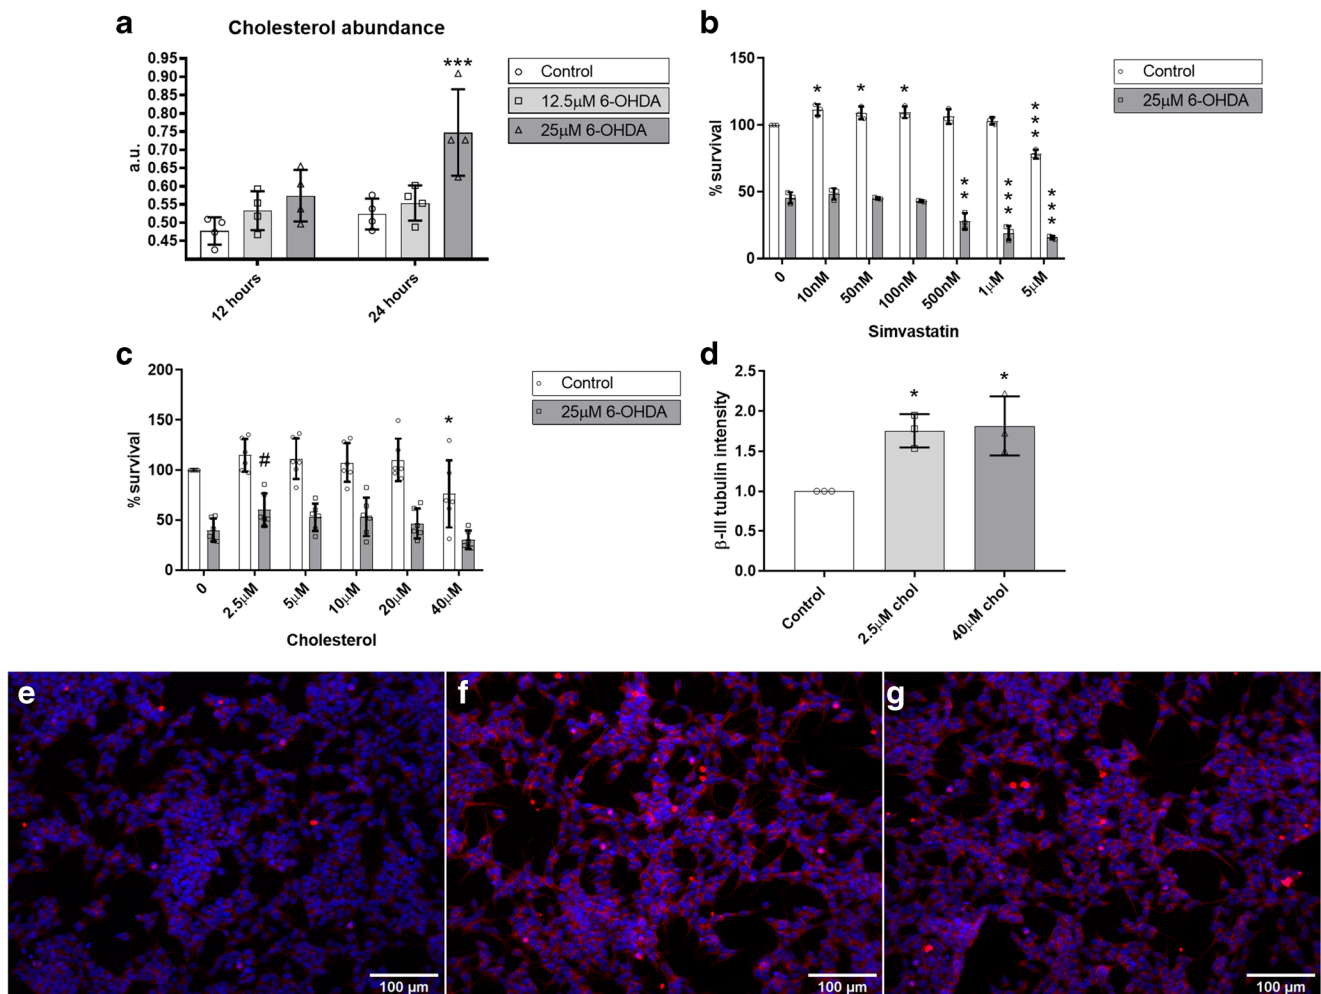 a
Cholesterol abundance
0.95
0.90
0.85
0.80
0.75
0.70
0.65
0.60
0.55
0.50
0.45
a.u.
***
12 hours
24 hours
Control
12.5μM 6-OHDA
25μM 6-OHDA
b
150
100
50
0
% survival
*
*
*
**
***
***
***
0
10nM
50nM
100nM
500nM
1μM
5μM
Simvastatin
Control
25μM 6-OHDA
c
200
150
100
50
0
% survival
#
*
0
2.5μM
5μM
10μM
20μM
40μM
Cholesterol
Control
25μM 6-OHDA
d
2.5
2.0
1.5
1.0
0.5
0.0
β-III tubulin intensity
*
*
Control
2.5μM chol
40μM chol
e
100 μm
f
100 μm
g
100 μm